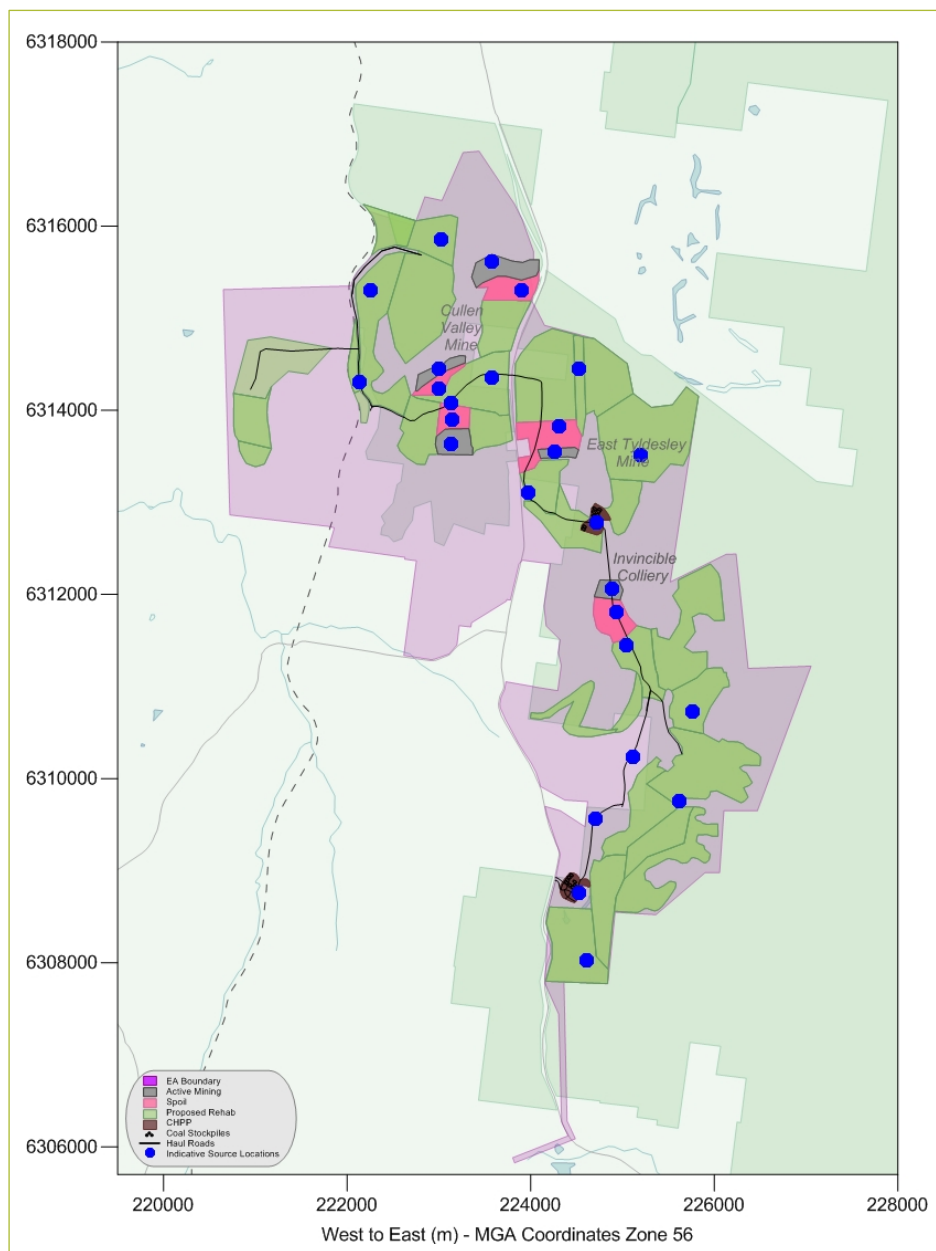 6318000
6316000
Cullen
Valley
Mine
6314000
East Tyldesley
Mine
Invincible
Colliery
6312000
6310000
6308000
EA Boundary
Active Mining
Spoil
Proposed Rehab
CHPP
Coal Stockpiles
Haul Roads
Indicative Source Locations
6306000
220000 222000 224000 226000 228000
West to East (m) - MGA Coordinates Zone 56